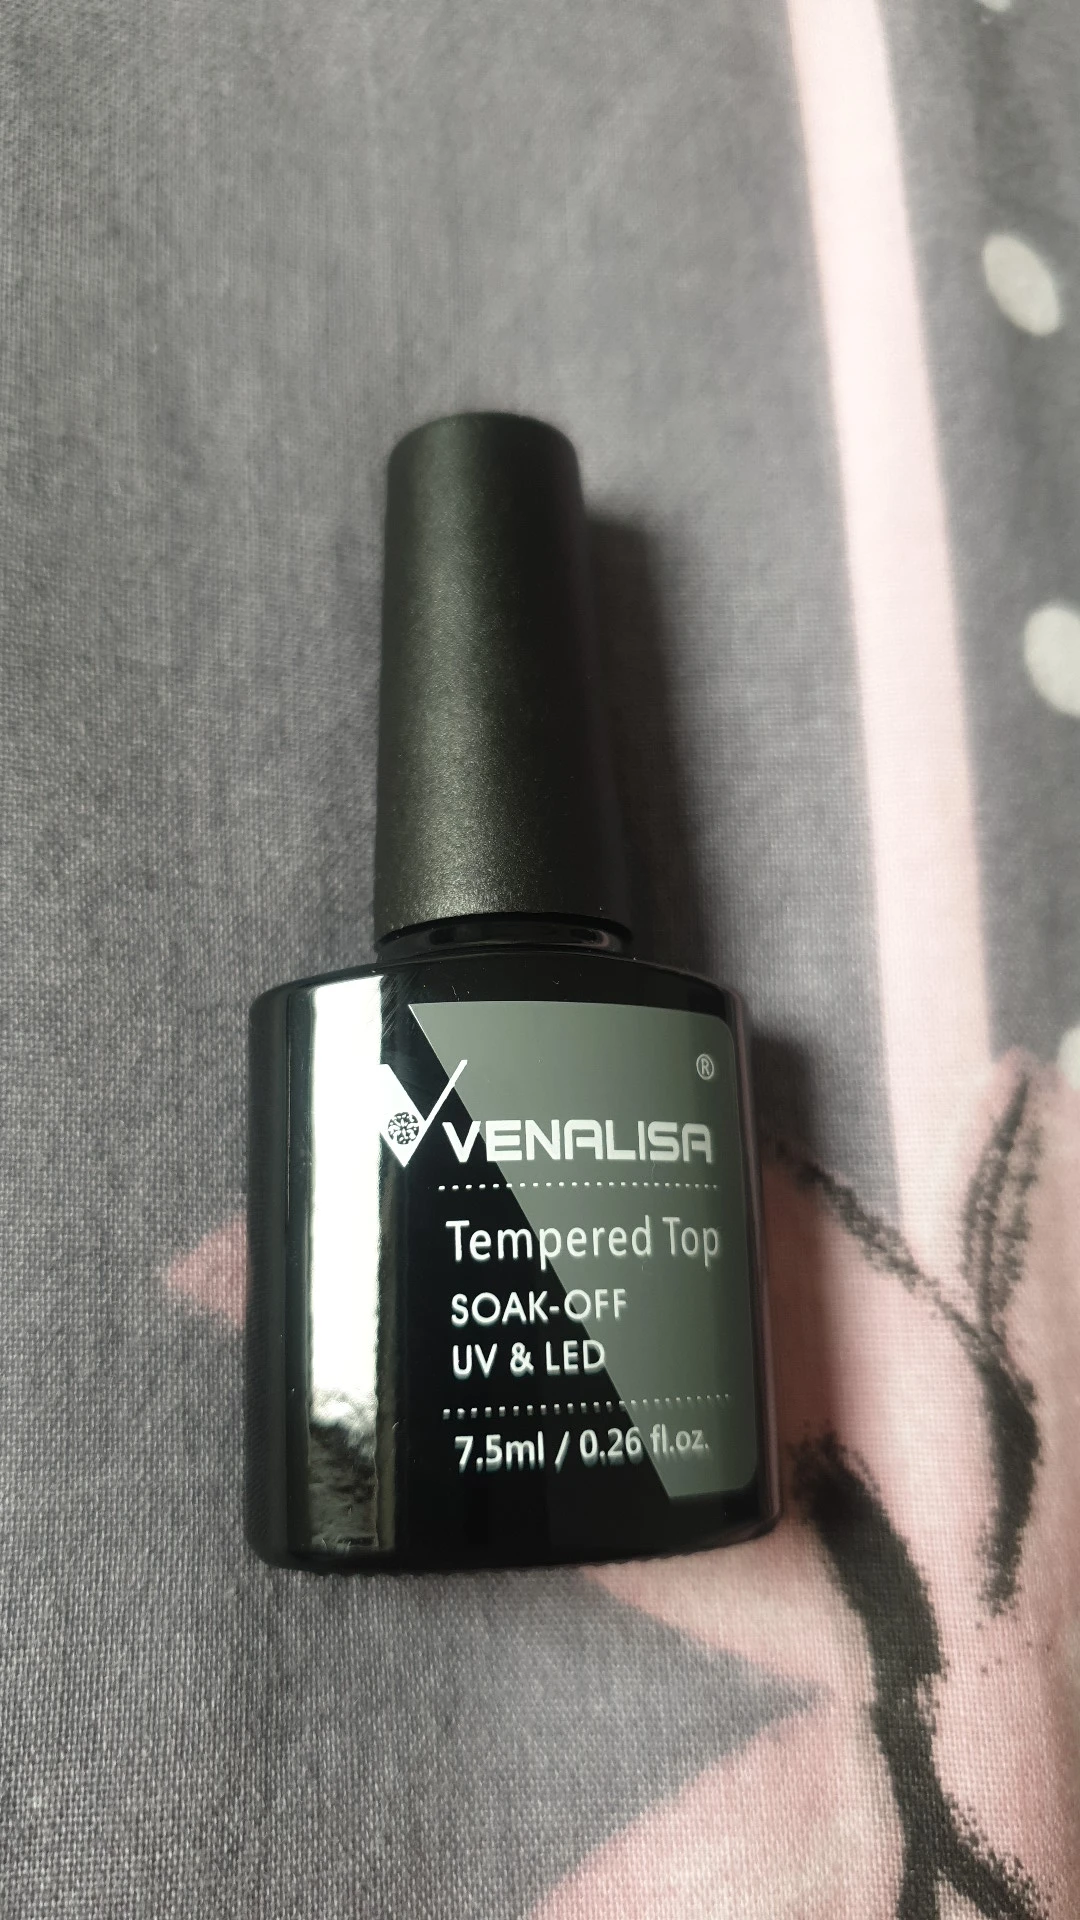 ®
VENALISA
Tempered Top
SOAK-OFF
UV & LED
7.5ml / 0.26 fl.oz.